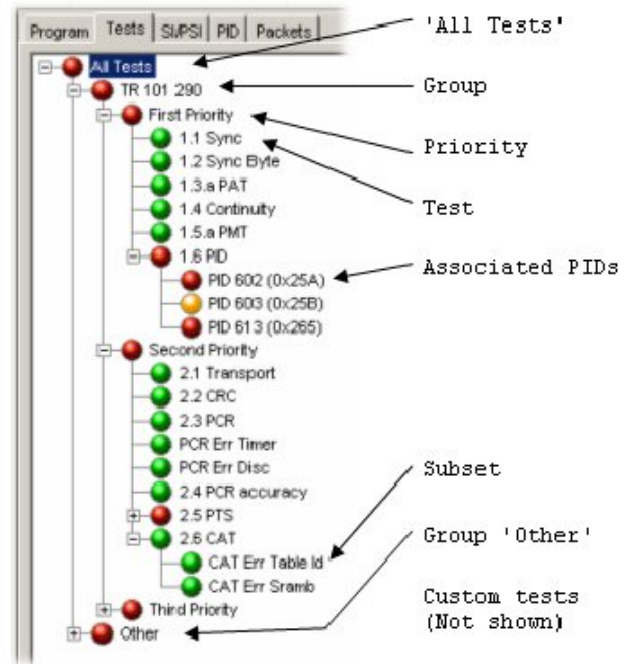 Program Tests SI/PSI PID Packets
'All Tests'
All Tests
TR 101 290
Group
First Priority
Priority
1.1 Sync
1.2 Sync Byte
1.3.a PAT
Test
1.4 Continuity
1.5.a PMT
1.6 PID
Associated PIDs
PID 602 (0x25A)
PID 603 (0x25B)
PID 613 (0x265)
Second Priority
2.1 Transport
2.2 CRC
2.3 PCR
PCR Err Timer
PCR Err Disc
Subset
2.4 PCR accuracy
2.5 PTS
2.6 CAT
Group 'Other'
CAT Err Table Id
CAT Err Sramb
Custom tests
(Not shown)
Third Priority
Other